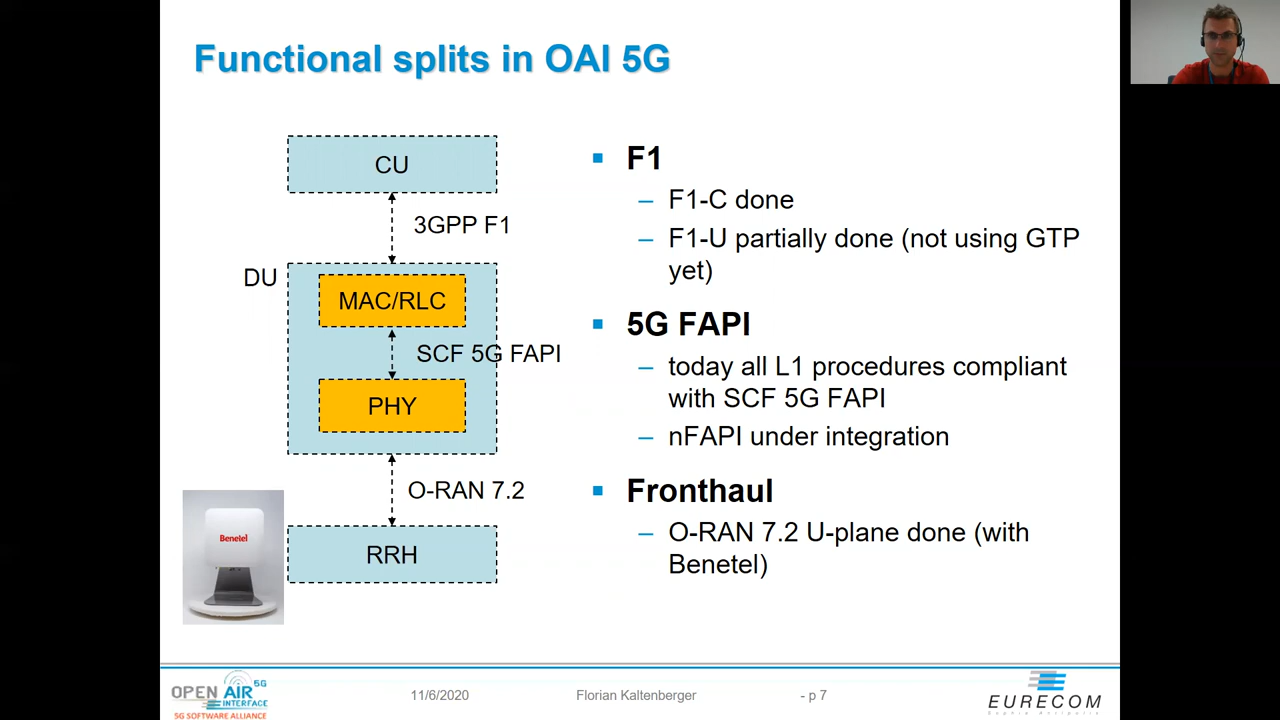 Functional splits in OAI 5G
CU
3GPP F1
DU
MAC/RLC
SCF 5G FAPI
PHY
O-RAN 7.2
Benetel
RRH
F1
– F1-C done
– F1-U partially done (not using GTP
yet)
5G FAPI
– today all L1 procedures compliant
with SCF 5G FAPI
– nFAPI under integration
Fronthaul
– O-RAN 7.2 U-plane done (with
Benetel)
OPEN AIR 5G
INTERFACE
5G SOFTWARE ALLIANCE
11/6/2020
Florian Kaltenberger
- p 7
EURECOM
Sophia Antipolis